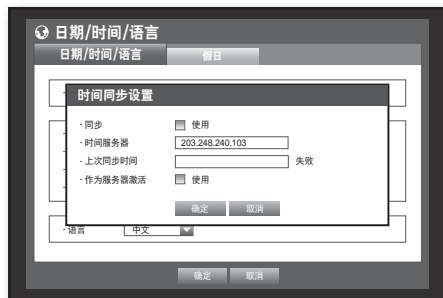 日期/时间/语言
日期/时间/语言 假日
时间同步设置
· 同步 使用
· 时间服务器 203.248.240.103
· 上次同步时间 失败
· 作为服务器激活 使用
确定 取消
· 语言 中文
确定 取消